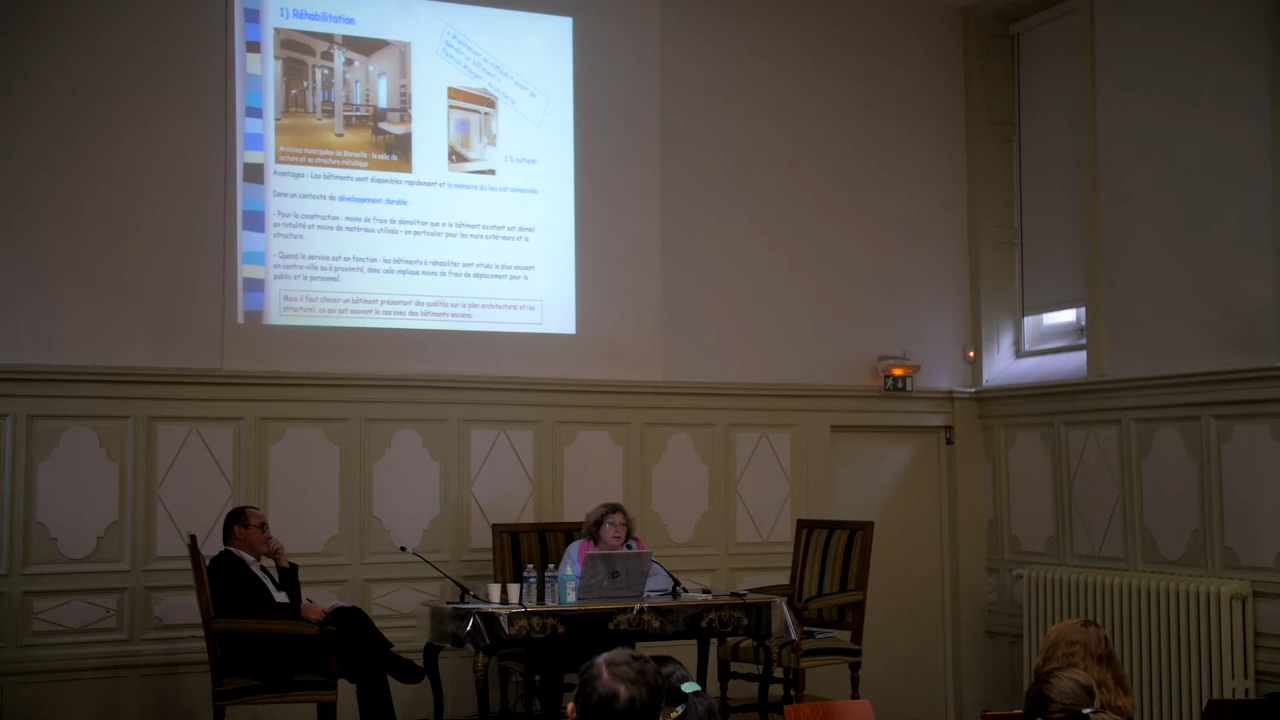 1) Réhabilitation
Archives municipales de Marseille : la salle de
lecture et sa structure métallique
1 % culturel
Avantages : Les bâtiments sont disponibles rapidement et la mémoire du lieu est conservée.
Dans un contexte de développement durable :
- Pour la construction : moins de frais de démolition que si le bâtiment existant est démoli
en totalité et moins de matériaux utilisés - en particulier pour les murs extérieurs et la
structure.
- Quand le service est en fonction : les bâtiments à réhabiliter sont situés le plus souvent
en centre-ville ou à proximité, donc cela implique moins de frais de déplacement pour le
public et le personnel.
Mais il faut choisir un bâtiment présentant des qualités sur le plan architectural et/ou
structural, ce qui est souvent le cas avec des bâtiments anciens.